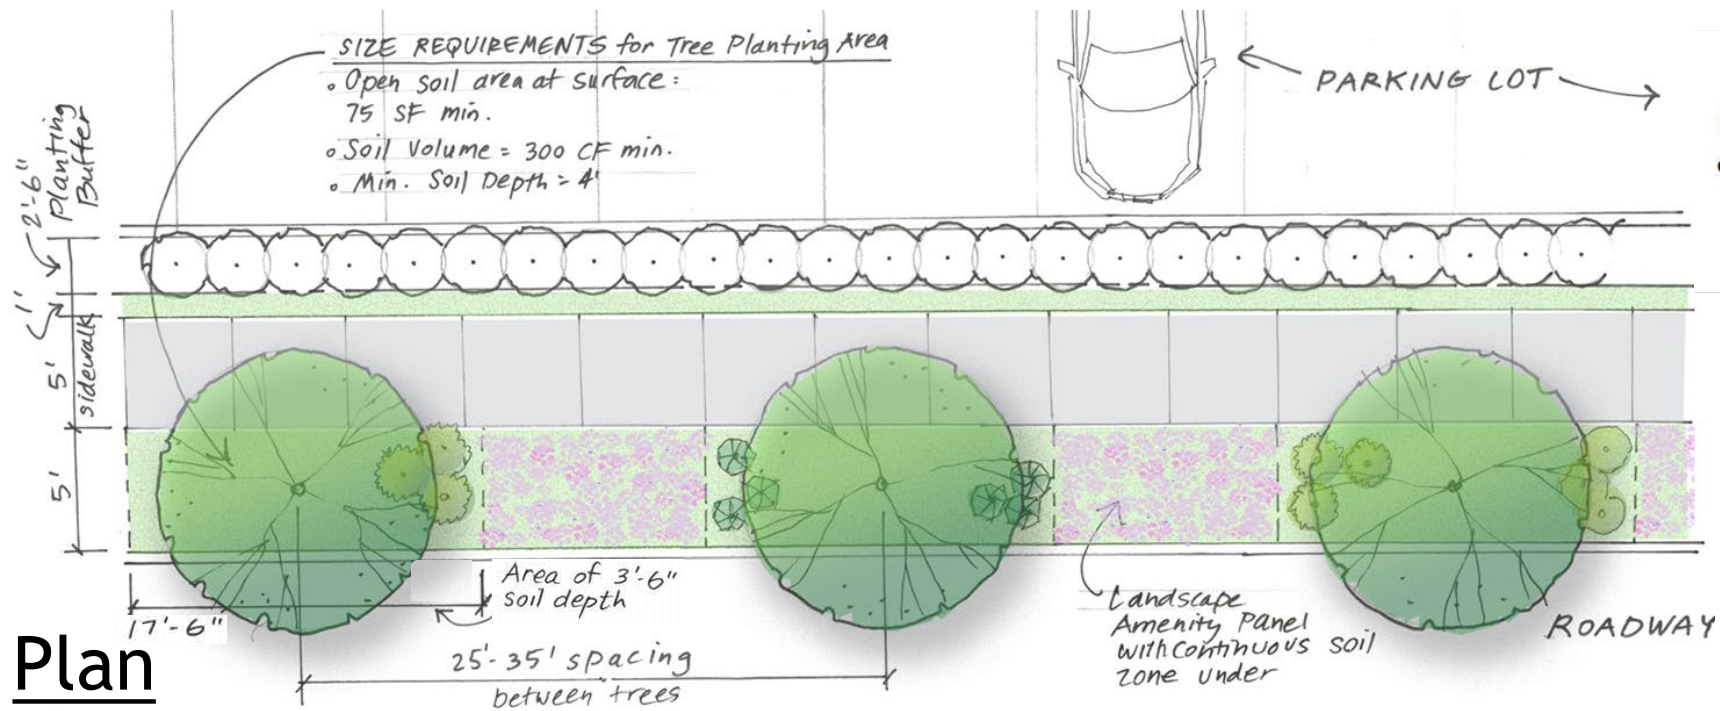 SIZE REQUIREMENTS for Tree Planting Area
• Open soil area at surface:
75 SF min.
• Soil Volume = 300 CF min.
• Min. Soil Depth = 4'
PARKING LOT
2'-6"
Planting
Buffer
1'
5'
sidewalk
5'
17'-6"
Area of 3'-6"
soil depth
25'-35' spacing
between trees
Landscape
Amenity Panel
with continuous soil
zone under
ROADWAY
Plan